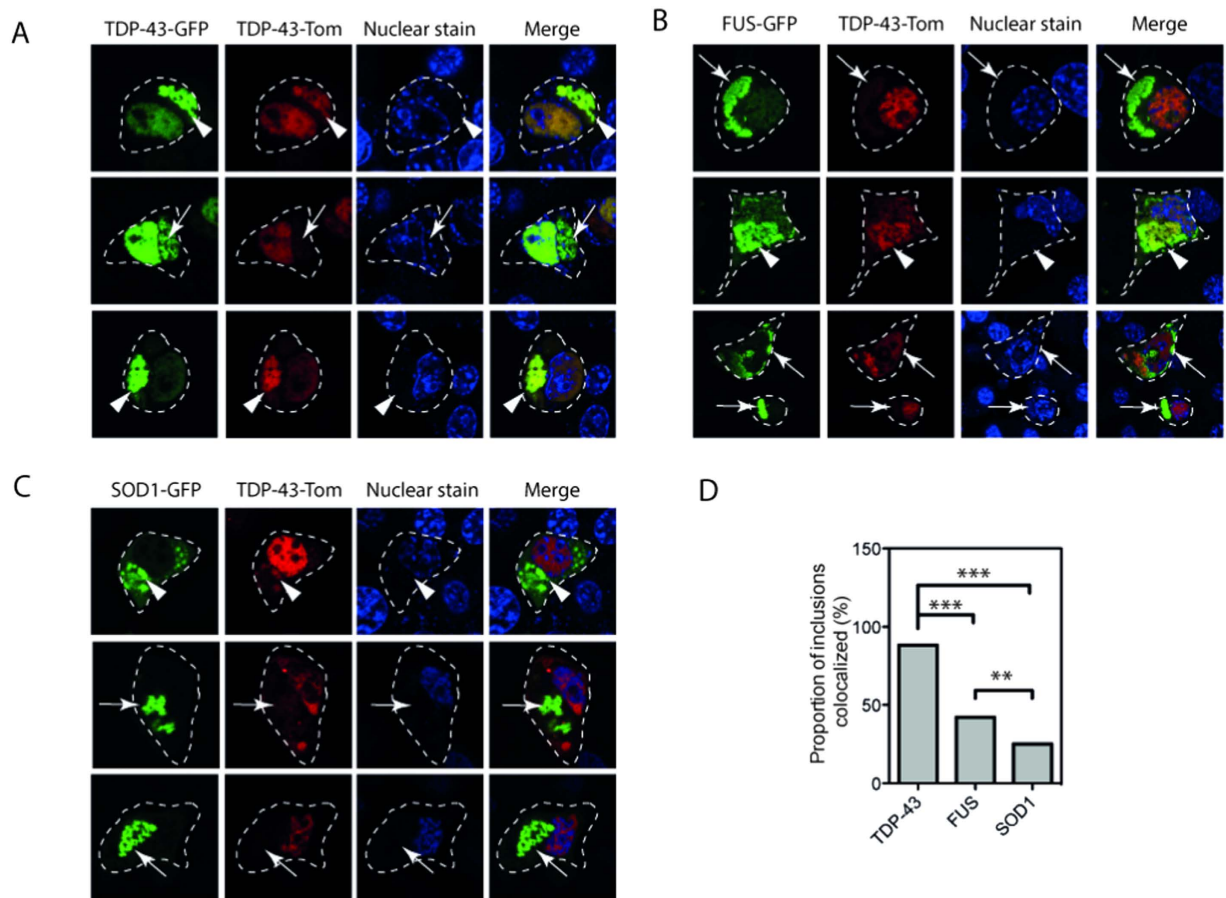 A
TDP-43-GFP TDP-43-Tom Nuclear stain Merge
B
FUS-GFP TDP-43-Tom Nuclear stain Merge
C
SOD1-GFP TDP-43-Tom Nuclear stain Merge
D
Proportion of inclusions
colocalized (%)
150
100
50
0
***
***
**
TDP-43
FUS
SOD1